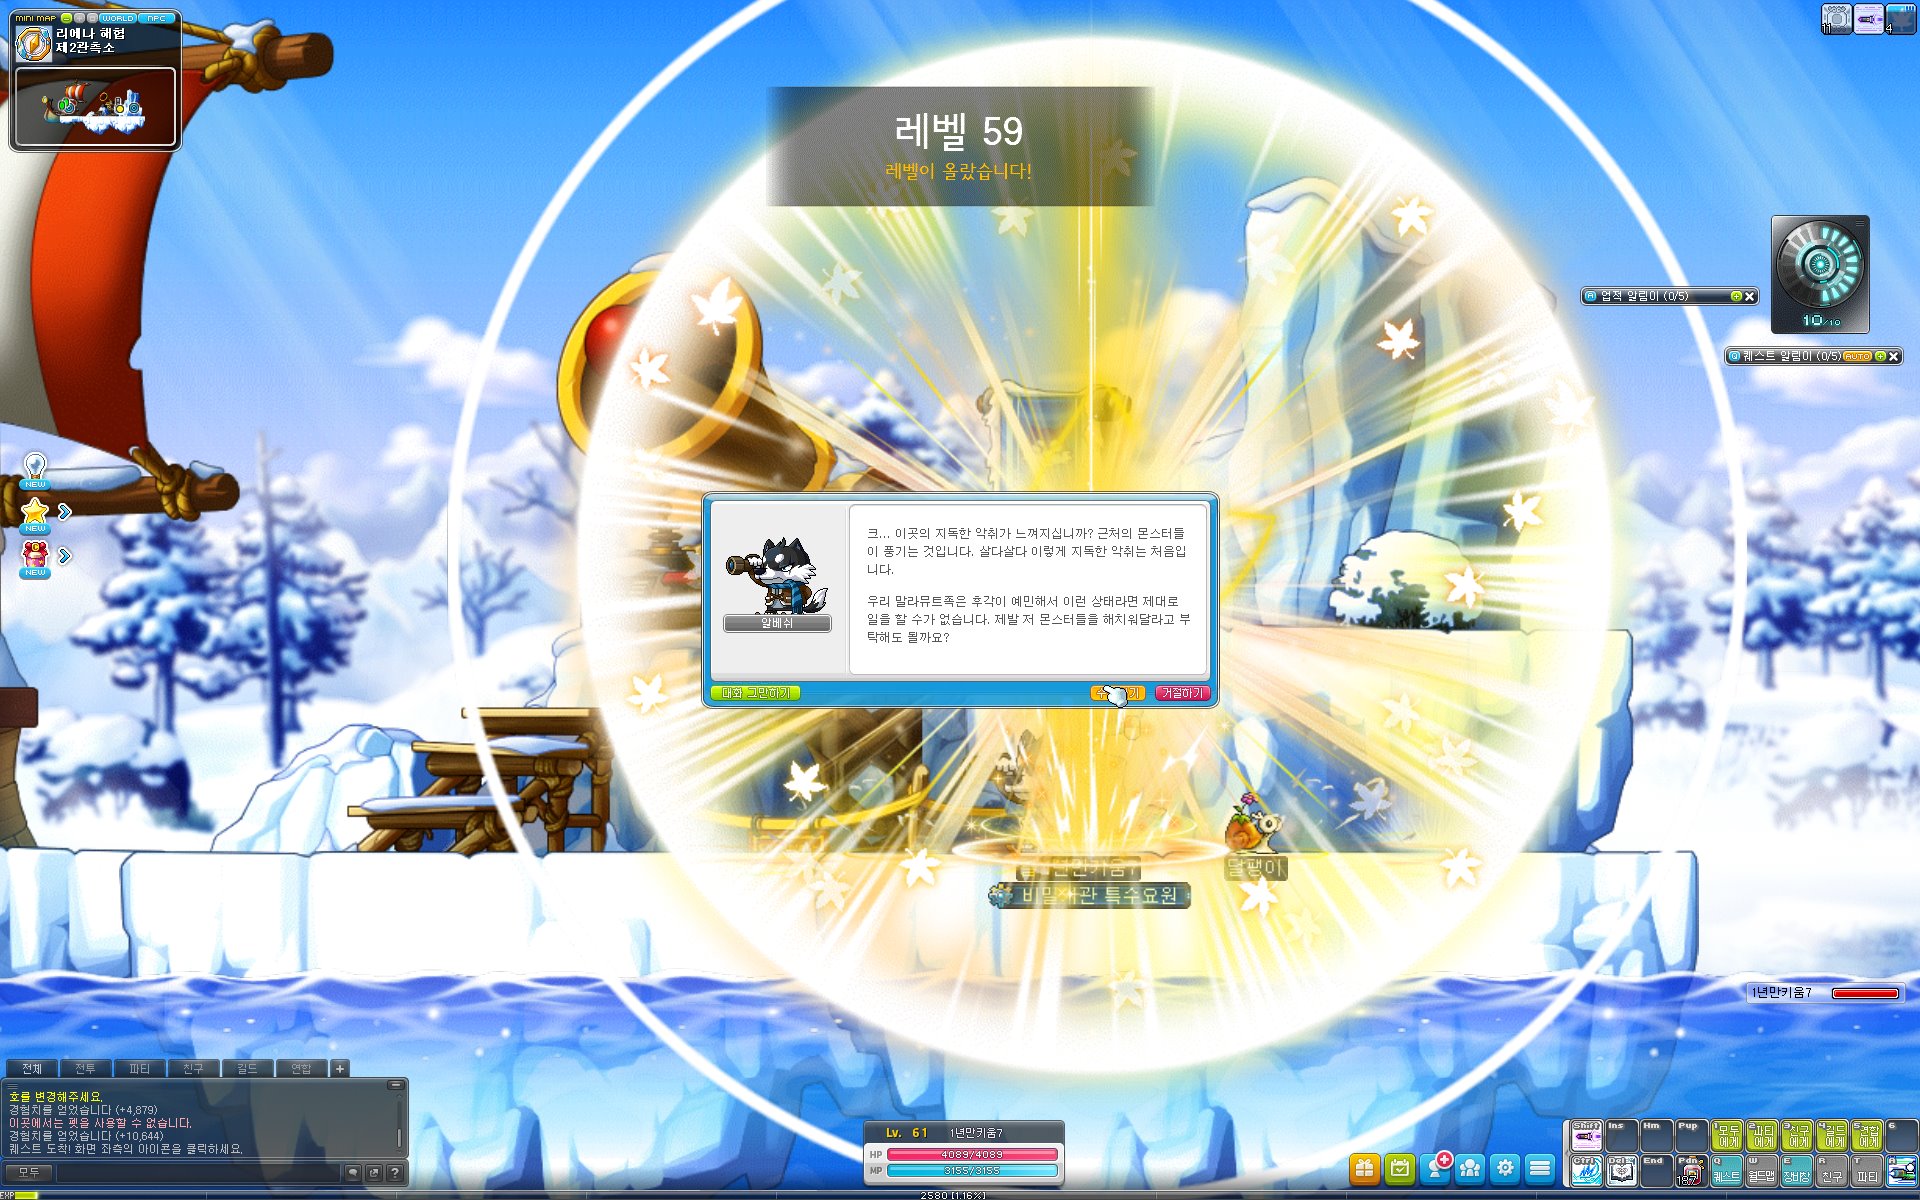 MINI MAP
WORLD
NPC
리에나 해협
제2관측소
11
4
레벨 59
레벨이 올랐습니다!
업적 알림이 (0/5)
10/10
퀘스트 알림이 (0/5)
AUTO
NEW
NEW
NEW
크... 이곳의 지독한 악취가 느껴지십니까? 근처의 몬스터들
이 풍기는 것입니다. 살다살다 이렇게 지독한 악취는 처음입
니다.
우리 말라뮤트족은 후각이 예민해서 이런 상태라면 제대로
일을 할 수가 없습니다. 제발 저 몬스터들을 해치워달라고 부
탁해도 될까요?
알베쉬
대화 그만하기
거절하기
달팽이
특수요원
1년만키움7
전체 전투 파티 친구 길드 연합 +
호를 변경해주세요.
경험치를 얻었습니다 (+4,879)
이곳에서는 펫을 사용할 수 없습니다.
경험치를 얻었습니다 (+10,644)
퀘스트 도착! 화면 좌측의 아이콘을 클릭하세요.
모두
?
Lv. 61 1년만키움7
HP 4089/4089
MP 3155/3155
EXP
2580 [1.16%]
Shift Ins Hm Pup 1 모두에게 2 파티에게 3 친구에게 4 길드에게 5 연합에게 6
Ctrl Del End Pdn 187 Q 퀘스트 W 월드맵 E 장비창 R 친구 T 파티